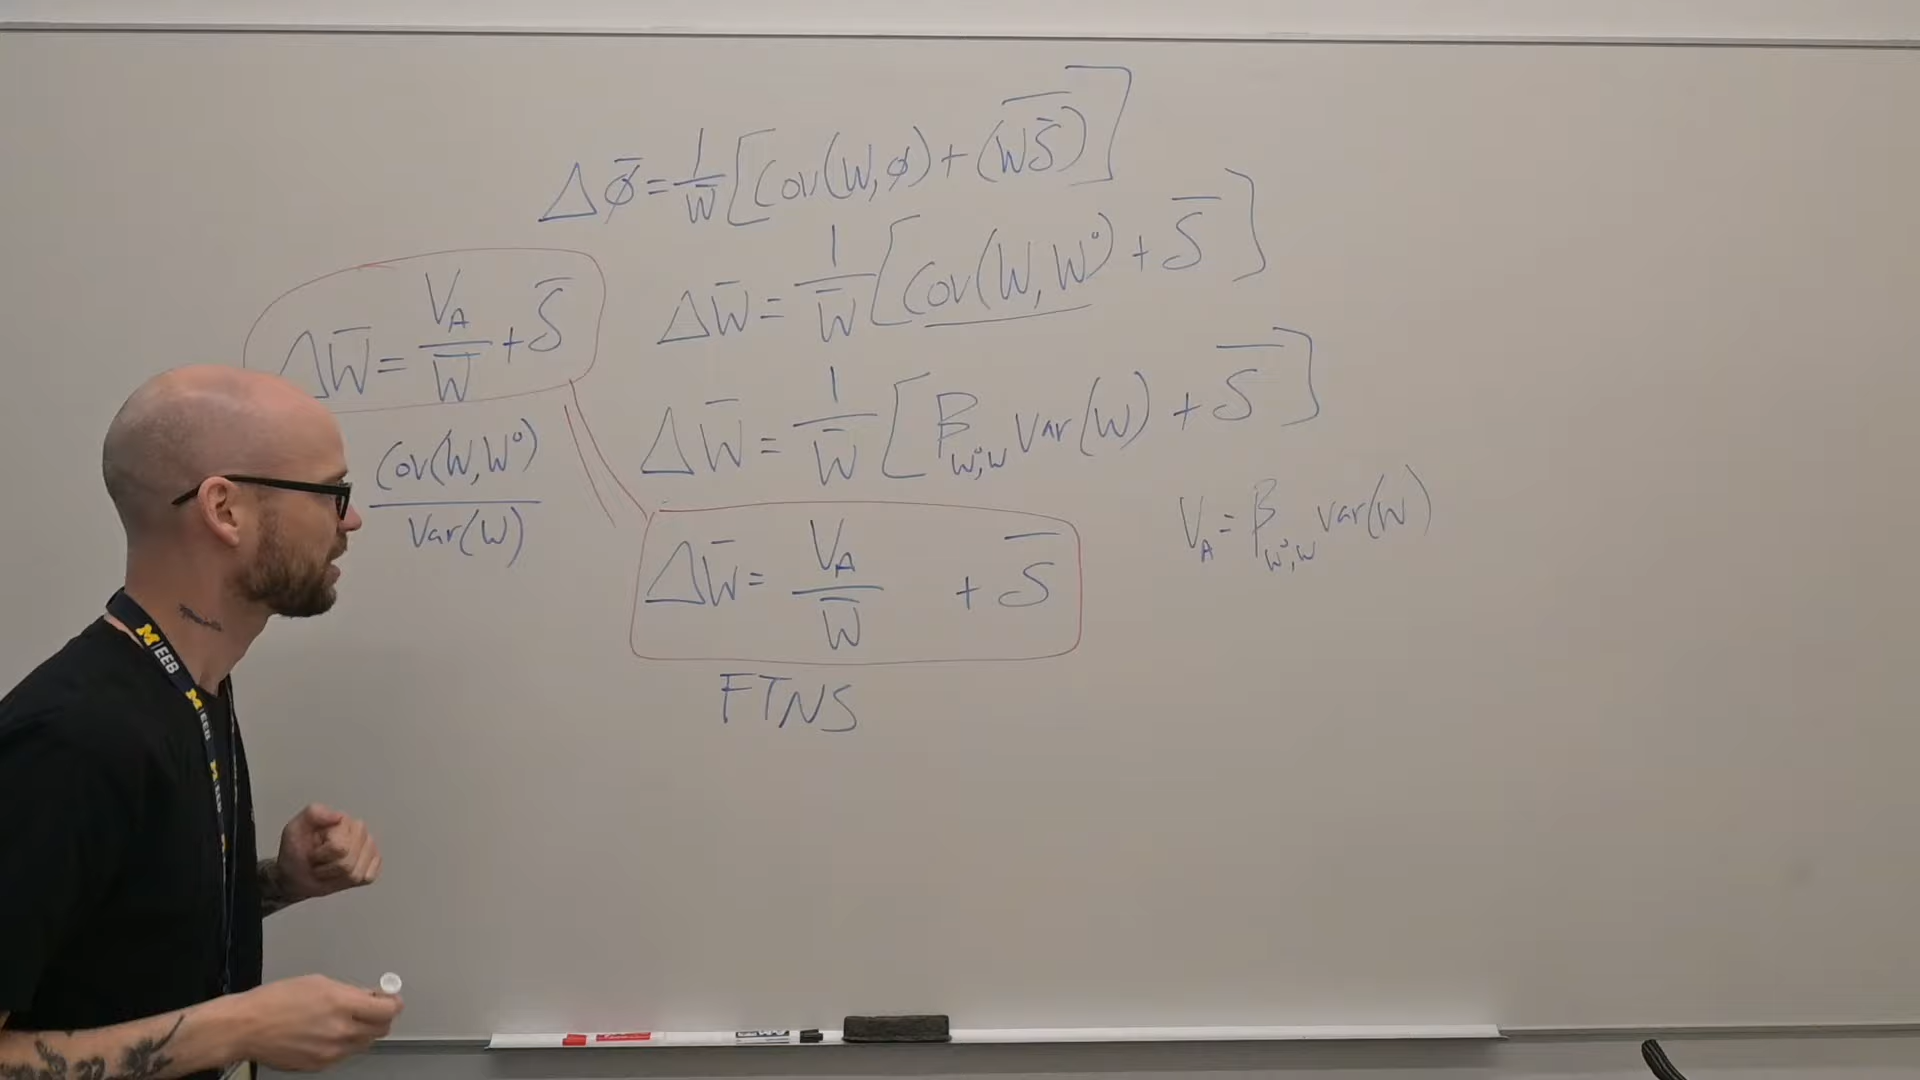 Δφ̄ = 1/W̄ [Cov(W,φ) + (W̅δ̅)]
ΔW̄ = 1/W̄ [Cov(W,W°) + δ̄]
ΔW̄ = V_A/W̄ + δ̄
ΔW̄ = 1/W̄ [β_W°,W Var(W) + δ̄]
Cov(W,W°)/Var(W)
V_A = β_W°,W Var(W)
ΔW̄ = V_A/W̄ + δ̄
FTNS
M|EEB
M|EEB
M